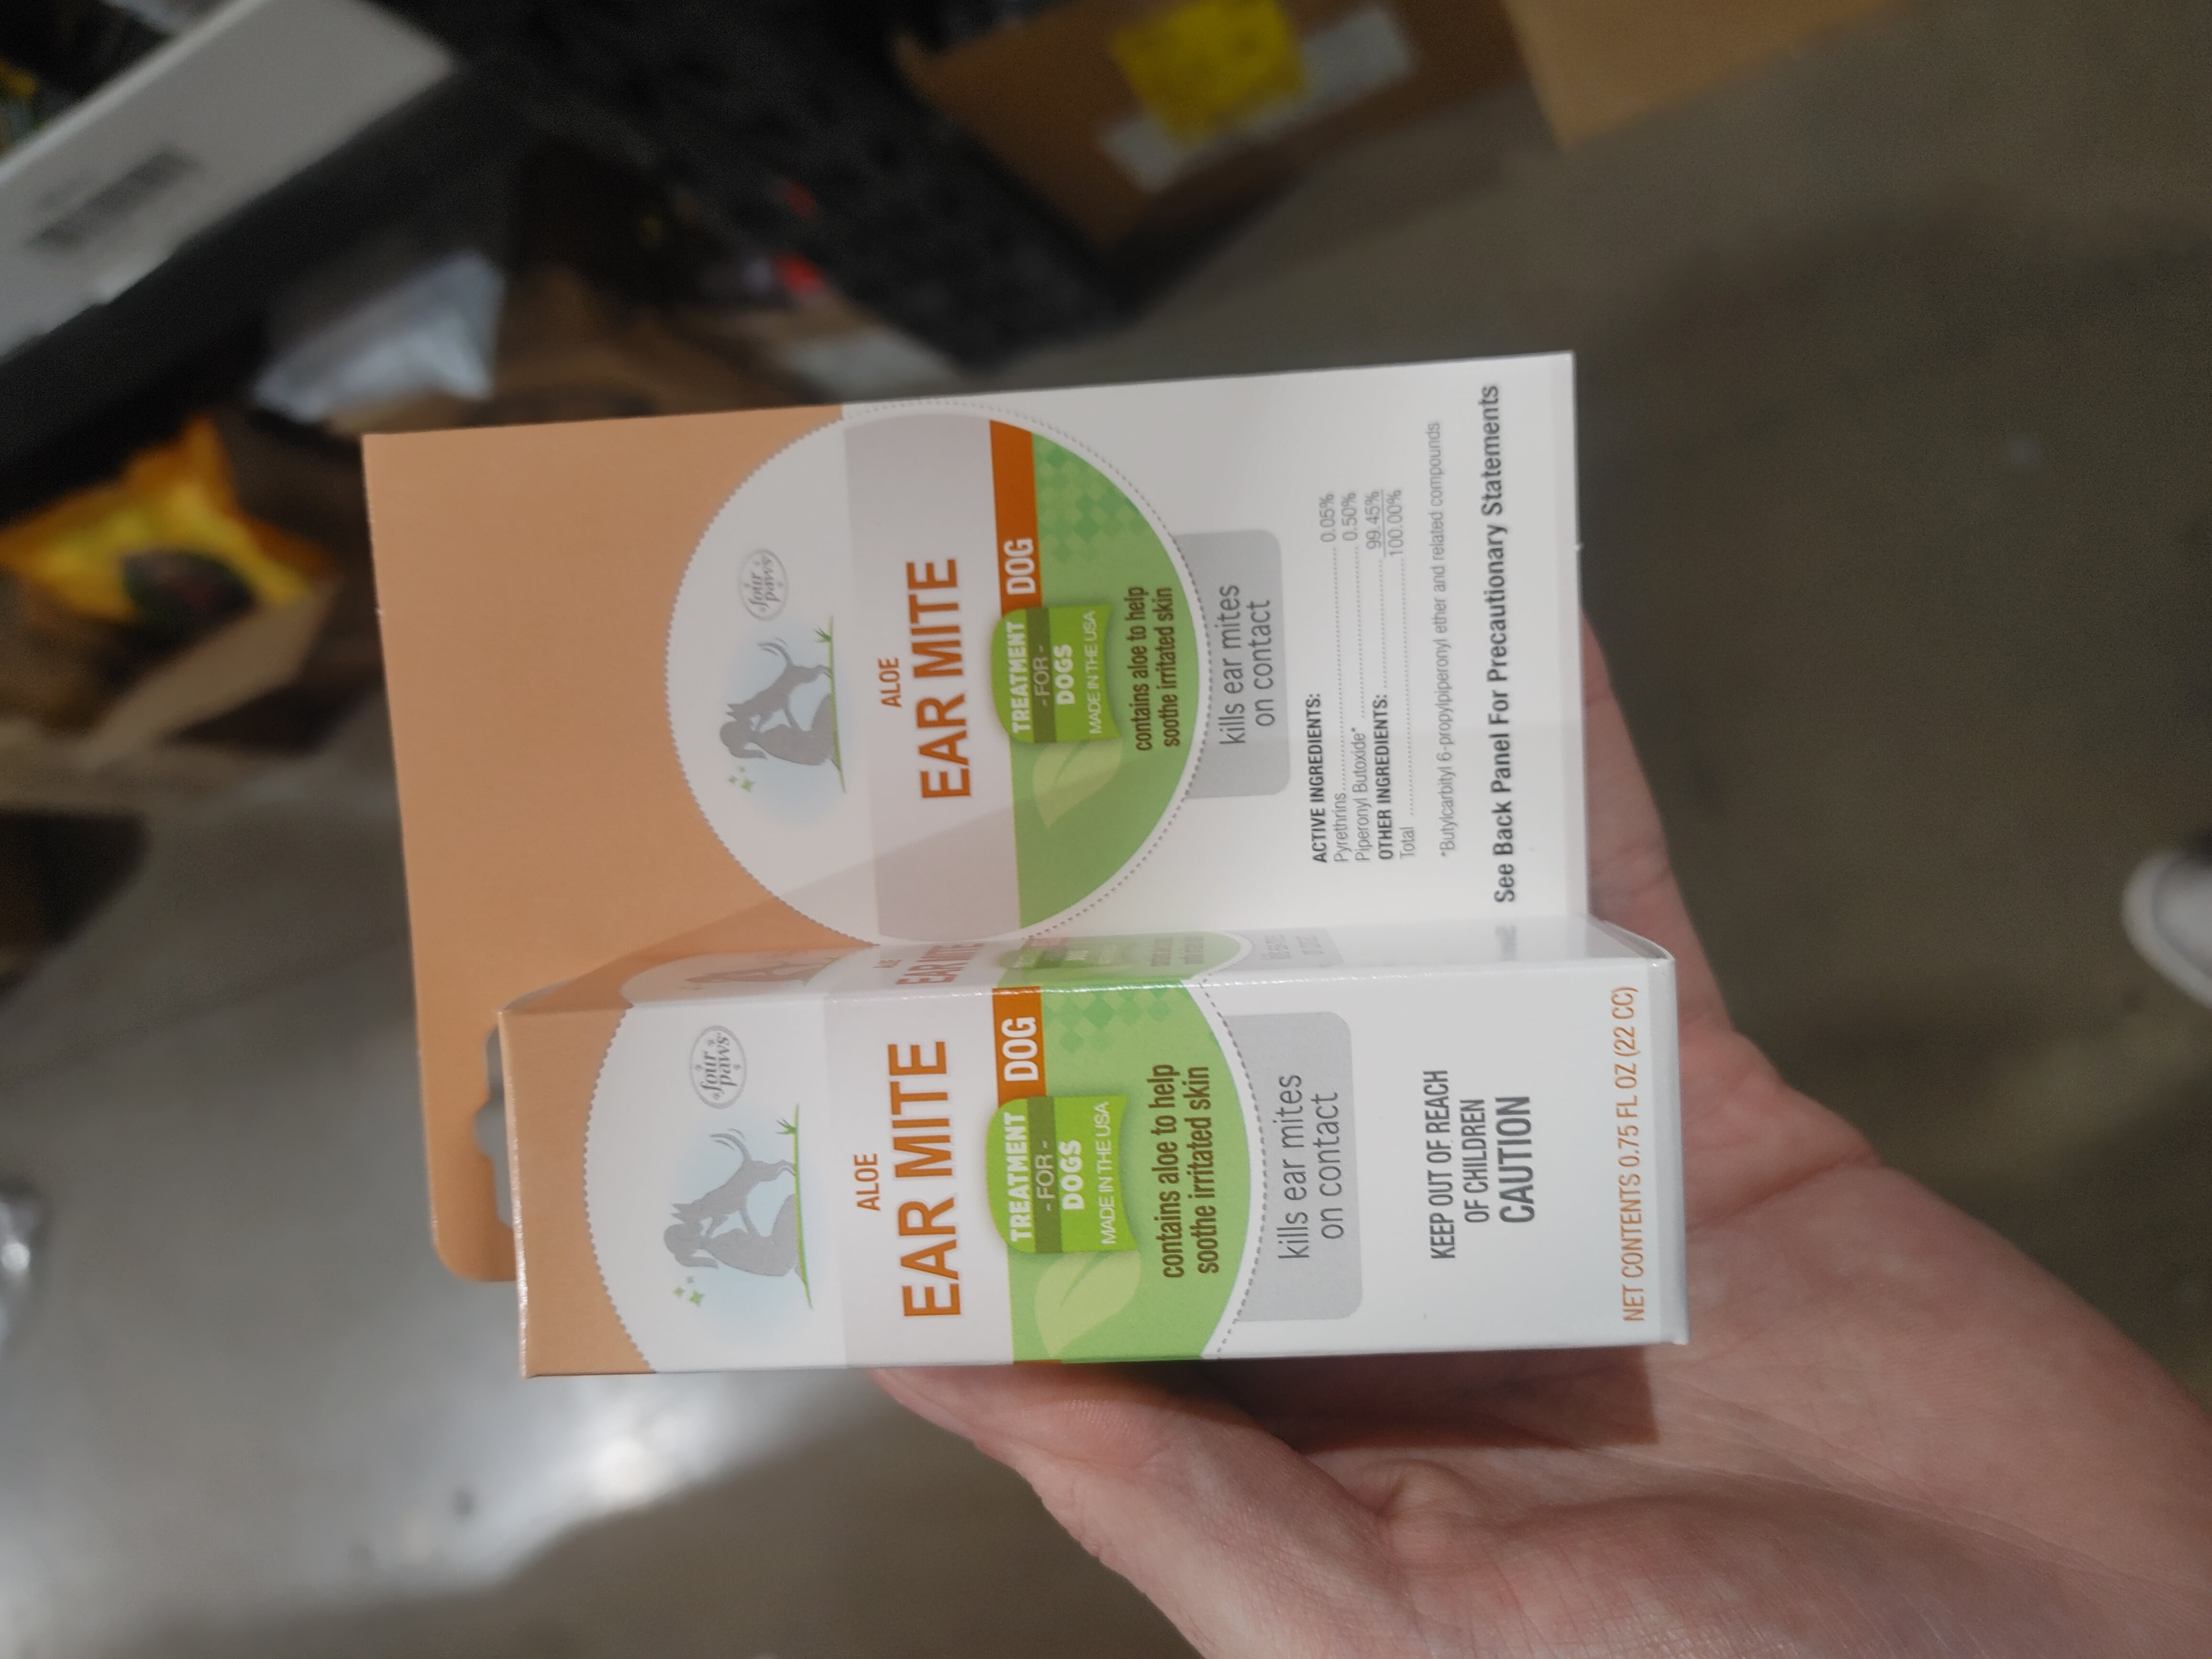 four
paws
ALOE
EAR MITE
DOG
TREATMENT
- FOR -
DOGS
MADE IN THE USA
contains aloe to help
soothe irritated skin
kills ear mites
on contact
KEEP OUT OF REACH
OF CHILDREN
CAUTION
NET CONTENTS 0.75 FL OZ (22 CC)
four
paws
ALOE
EAR MITE
DOG
TREATMENT
- FOR -
DOGS
MADE IN THE USA
contains aloe to help
soothe irritated skin
kills ear mites
on contact
ACTIVE INGREDIENTS:
Pyrethrins 0.05%
Piperonyl Butoxide* 0.50%
OTHER INGREDIENTS: 99.45%
Total 100.00%
*Butylcarbityl 6-propylpiperonyl ether and related compounds
See Back Panel For Precautionary Statements
ALOE
EAR MITE